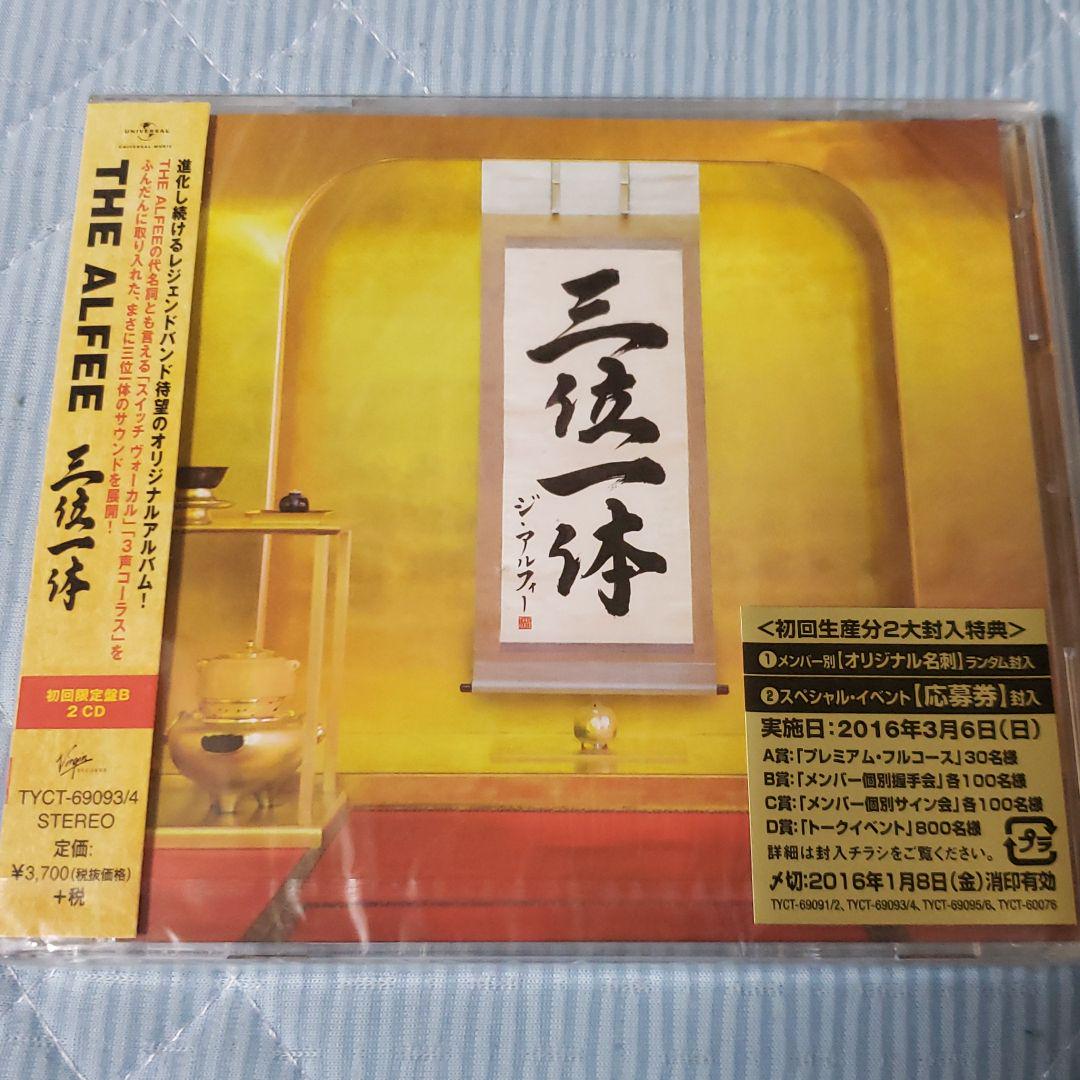 UNIVERSAL
UNIVERSAL MUSIC
THE ALFEE 三位一体
進化し続けるレジェンドバンド待望のオリジナルアルバム!
THE ALFEEの代名詞とも言える「スイッチ ヴォーカル」「3声コーラス」を
ふんだんに取り入れた、まさに三位一体のサウンドを展開!
初回限定盤B
2 CD
Virgin
RECORDS
TYCT-69093/4
STEREO
定価:
¥3,700(税抜価格)
+税
三位一体
ジ・アルフィー
<初回生産分2大封入特典>
❶メンバー別【オリジナル名刺】ランダム封入
❷スペシャル・イベント【応募券】封入
実施日:2016年3月6日(日)
A賞:「プレミアム・フルコース」30名様
B賞:「メンバー個別握手会」各100名様
C賞:「メンバー個別サイン会」各100名様
D賞:「トークイベント」800名様
詳細は封入チラシをご覧ください。
プラ
〆切:2016年1月8日(金)消印有効
TYCT-69091/2、TYCT-69093/4、TYCT-69095/6、TYCT-60076